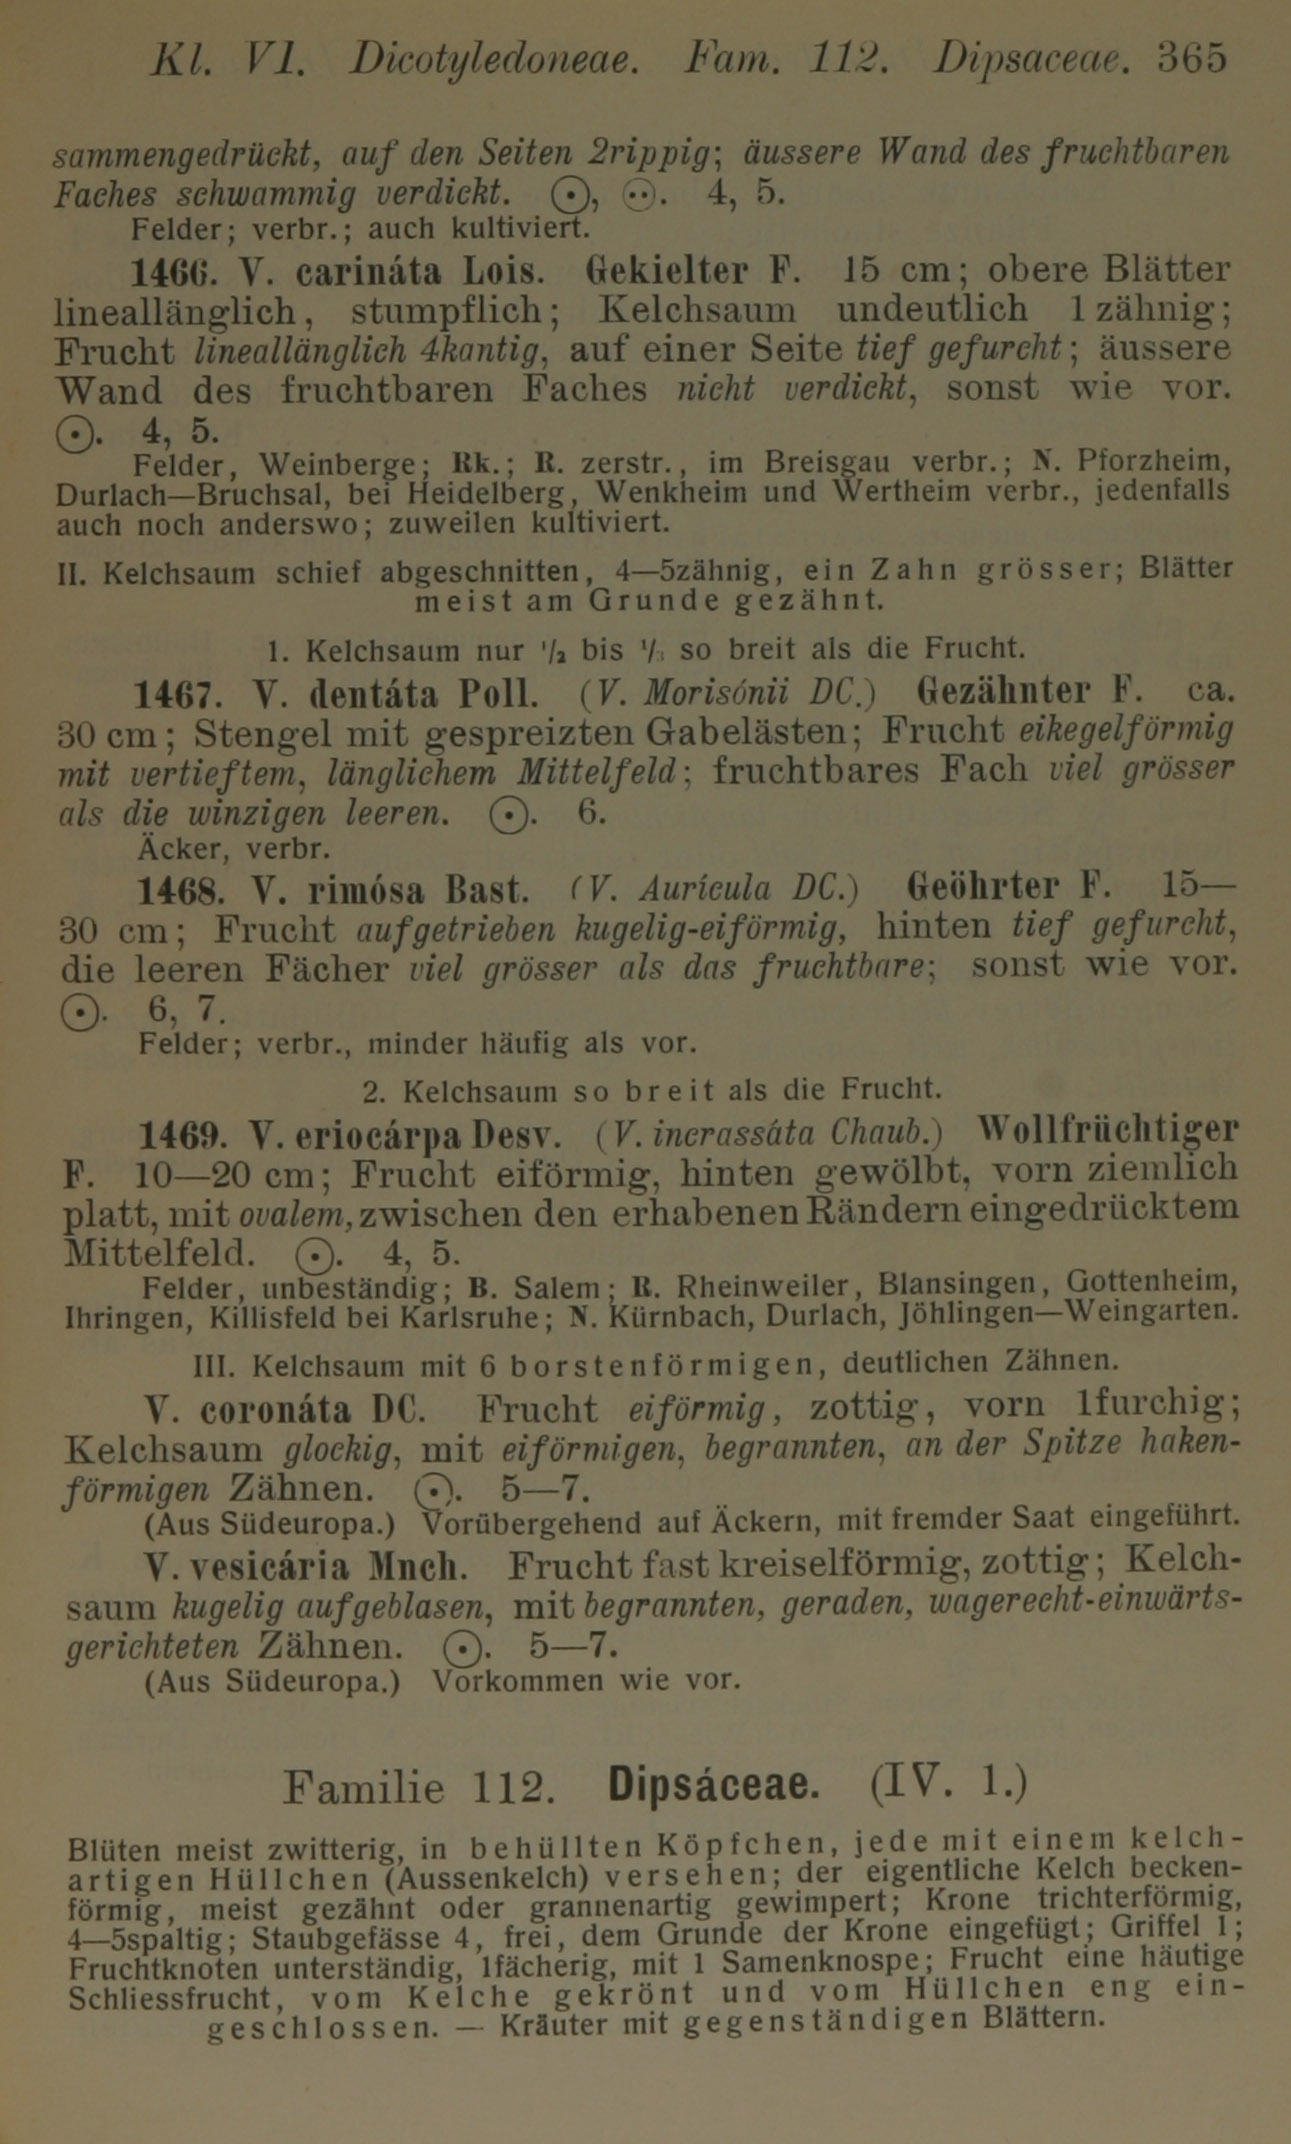 Kl. VI. Dicotyledoneae. Fam. 112. Dipsaceae. 365
sammengedrückt, auf den Seiten 2rippig; äussere Wand des fruchtbaren
Faches schwammig verdickt. ⊙, ⊙. 4, 5.
Felder; verbr.; auch kultiviert.
1466. V. carináta Lois. Gekielter F. 15 cm; obere Blätter
lineallänglich, stumpflich; Kelchsaum undeutlich 1 zähnig;
Frucht lineallänglich 4kantig, auf einer Seite tief gefurcht; äussere
Wand des fruchtbaren Faches nicht verdickt, sonst wie vor.
⊙. 4, 5.
Felder, Weinberge; Rk.; R. zerstr., im Breisgau verbr.; N. Pforzheim,
Durlach—Bruchsal, bei Heidelberg, Wenkheim und Wertheim verbr., jedenfalls
auch noch anderswo; zuweilen kultiviert.
II. Kelchsaum schief abgeschnitten, 4—5zähnig, ein Zahn grösser; Blätter
meist am Grunde gezähnt.
1. Kelchsaum nur 1/2 bis 1/3 so breit als die Frucht.
1467. V. dentáta Poll. (V. Morisónii DC.) Gezähnter F. ca.
30 cm; Stengel mit gespreizten Gabelästen; Frucht eikegelförmig
mit vertieftem, länglichem Mittelfeld; fruchtbares Fach viel grösser
als die winzigen leeren. ⊙. 6.
Äcker, verbr.
1468. V. rimósa Bast. (V. Aurícula DC.) Geöhrter F. 15—
30 cm; Frucht aufgetrieben kugelig-eiförmig, hinten tief gefurcht,
die leeren Fächer viel grösser als das fruchtbare; sonst wie vor.
⊙. 6, 7.
Felder; verbr., minder häufig als vor.
2. Kelchsaum so breit als die Frucht.
1469. V. eriocárpa Desv. (V. incrassáta Chaub.) Wollfrüchtiger
F. 10—20 cm; Frucht eiförmig, hinten gewölbt, vorn ziemlich
platt, mit ovalem, zwischen den erhabenen Rändern eingedrücktem
Mittelfeld. ⊙. 4, 5.
Felder, unbeständig; B. Salem; R. Rheinweiler, Blansingen, Gottenheim,
Ihringen, Killisfeld bei Karlsruhe; N. Kürnbach, Durlach, Jöhlingen—Weingarten.
III. Kelchsaum mit 6 borstenförmigen, deutlichen Zähnen.
V. coronáta DC. Frucht eiförmig, zottig, vorn 1furchig;
Kelchsaum glockig, mit eiförmigen, begrannten, an der Spitze haken-
förmigen Zähnen. ⊙. 5—7.
(Aus Südeuropa.) Vorübergehend auf Äckern, mit fremder Saat eingeführt.
V. vesicária Mnch. Frucht fast kreiselförmig, zottig; Kelch-
saum kugelig aufgeblasen, mit begrannten, geraden, wagerecht-einwärts-
gerichteten Zähnen. ⊙. 5—7.
(Aus Südeuropa.) Vorkommen wie vor.
Familie 112. Dipsáceae. (IV. 1.)
Blüten meist zwitterig, in behüllten Köpfchen, jede mit einem kelch-
artigen Hüllchen (Aussenkelch) versehen; der eigentliche Kelch becken-
förmig, meist gezähnt oder grannenartig gewimpert; Krone trichterförmig,
4—5spaltig; Staubgefässe 4, frei, dem Grunde der Krone eingefügt; Griffel 1;
Fruchtknoten unterständig, 1fächerig, mit 1 Samenknospe; Frucht eine häutige
Schliessfrucht, vom Kelche gekrönt und vom Hüllchen eng ein-
geschlossen. — Kräuter mit gegenständigen Blättern.